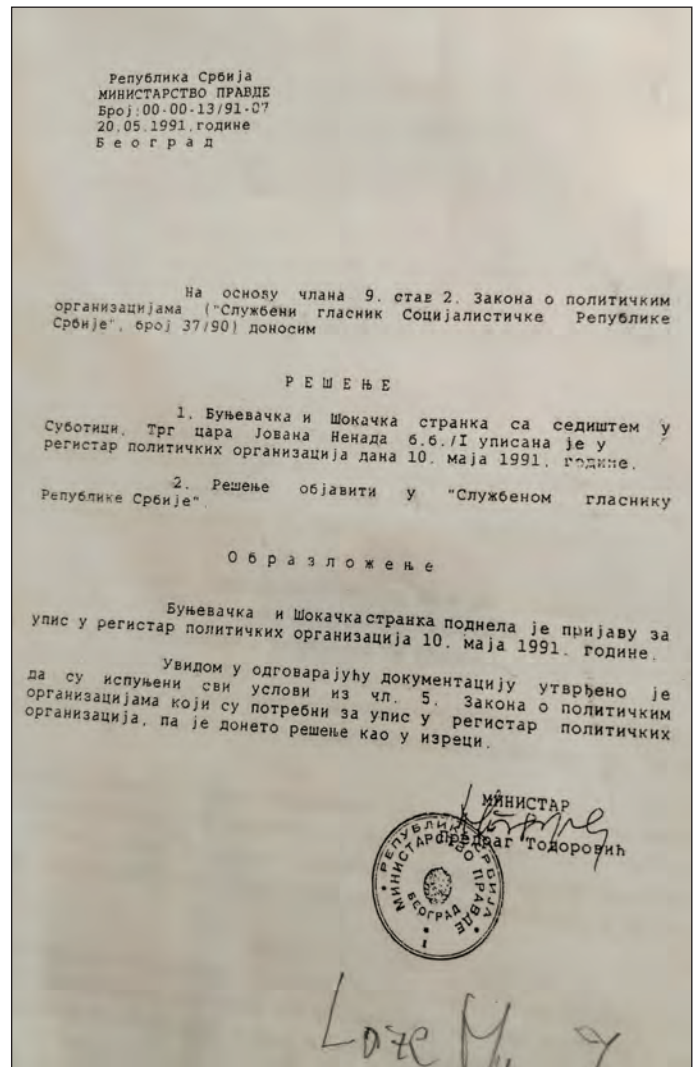 Република Србија
МИНИСТАРСТВО ПРАВДЕ
Број:00-00-13/91-07
20.05.1991.године
Б е о г р а д
На основу члана 9. став 2. Закона о политичким
организацијама ("Службени гласник Социјалистичке Републике
Србије", број 37/90) доносим
Р Е Ш Е Њ Е
1. Буњевачка и Шокачка странка са седиштем у
Суботици, Трг цара Јована Ненада б.б./I уписана је у
регистар политичких организација дана 10. маја 1991. године.
2. Решење објавити у "Службеном гласнику
Републике Србије".
О б р а з л о ж е њ е
Буњевачка и Шокачка странка поднела је пријаву за
упис у регистар политичких организација 10. маја 1991. године.
Увидом у одговарајућу документацију утврђено је
да су испуњени сви услови из чл. 5. Закона о политичким
организацијама који су потребни за упис у регистар политичких
организација, па је донето решење као у изреци.
МИНИСТАР
Предраг Тодоровић
РЕПУБЛИКА СРБИЈА
МИНИСТАРСТВО ПРАВДЕ
БЕОГРАД
1